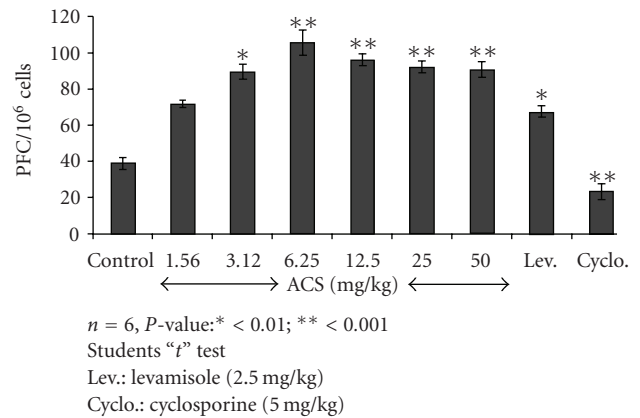 120
100
80
60
40
20
0
PFC/10⁶ cells
*
**
**
**
**
*
**
Control 1.56 3.12 6.25 12.5 25 50 Lev. Cyclo.
ACS (mg/kg)
n = 6, P-value:* < 0.01; ** < 0.001
Students “t” test
Lev.: levamisole (2.5 mg/kg)
Cyclo.: cyclosporine (5 mg/kg)